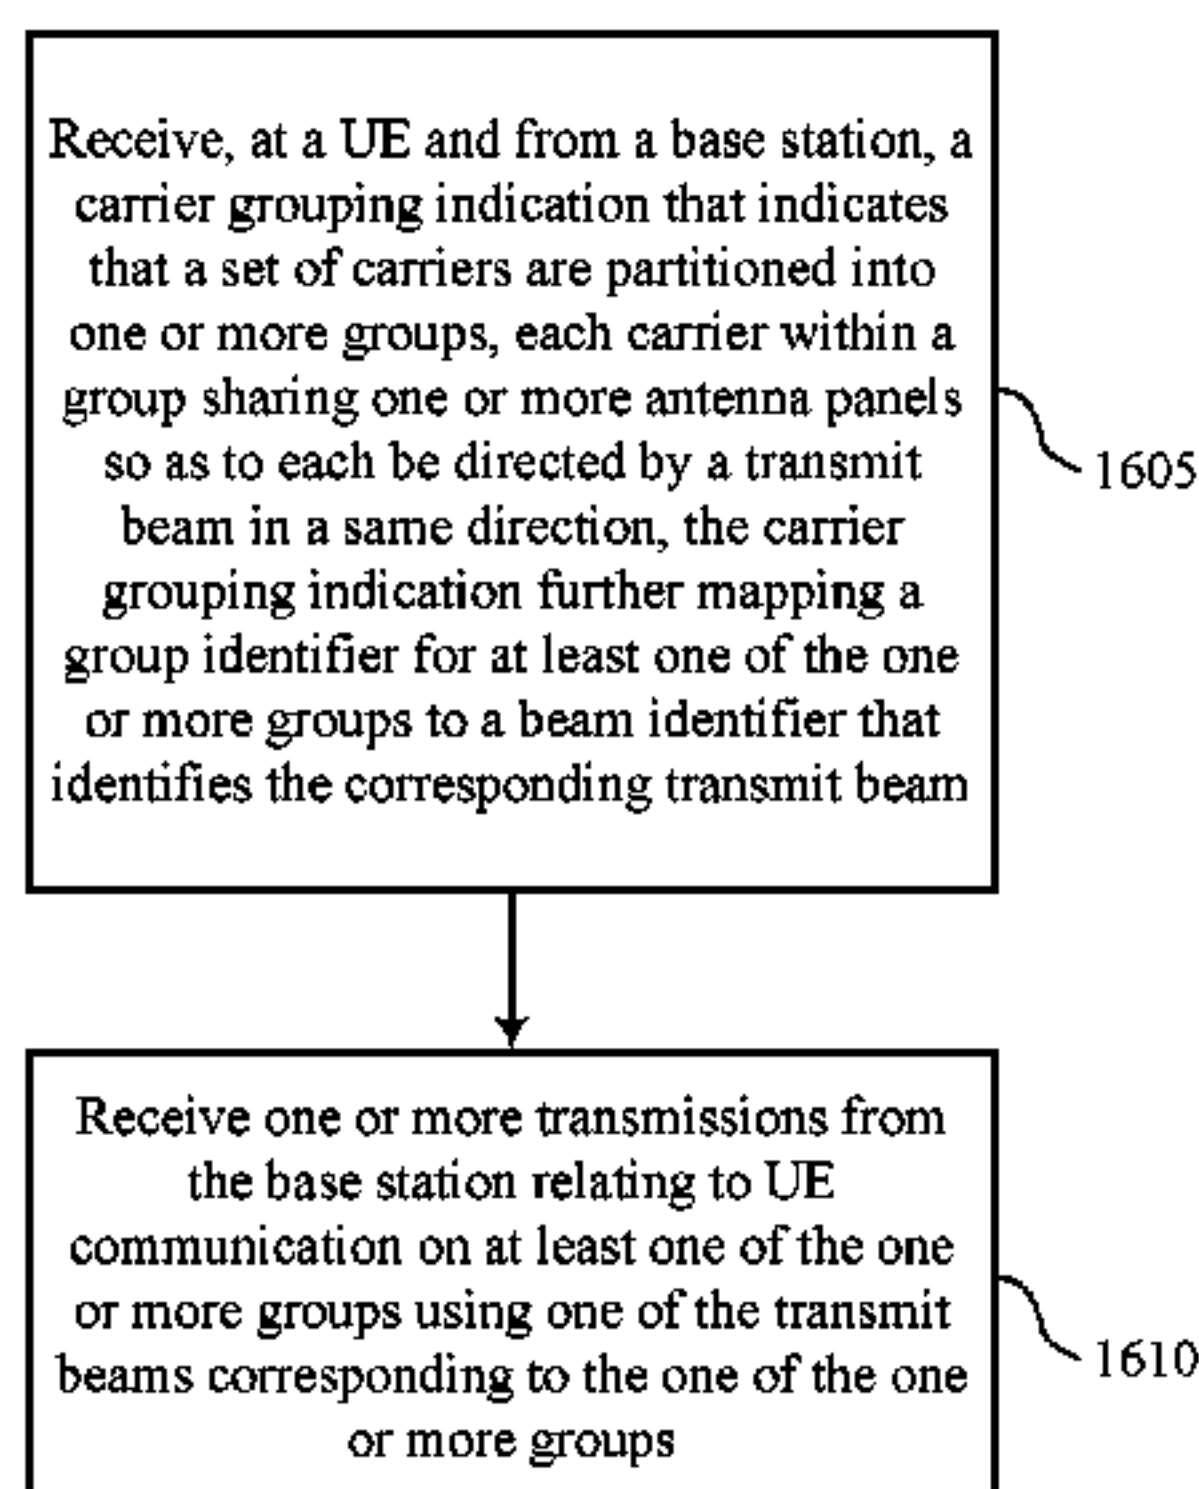 Receive, at a UE and from a base station, a
carrier grouping indication that indicates
that a set of carriers are partitioned into
one or more groups, each carrier within a
group sharing one or more antenna panels
so as to each be directed by a transmit
beam in a same direction, the carrier
grouping indication further mapping a
group identifier for at least one of the one
or more groups to a beam identifier that
identifies the corresponding transmit beam
1605
Receive one or more transmissions from
the base station relating to UE
communication on at least one of the one
or more groups using one of the transmit
beams corresponding to the one of the one
or more groups
1610